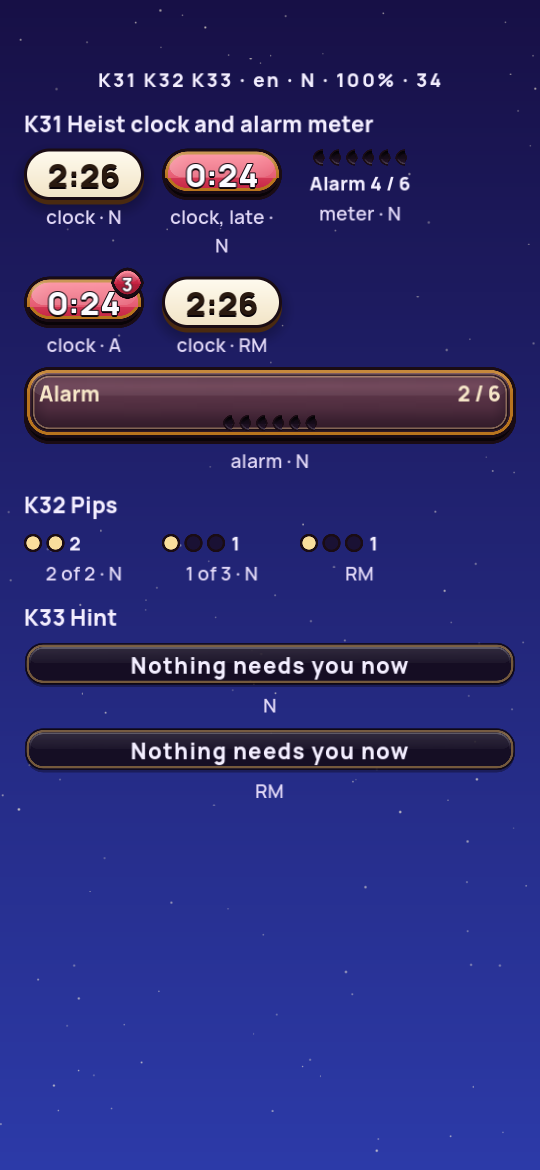 K31 K32 K33 · en · N · 100% · 34
K31 Heist clock and alarm meter
2:26
0:24
Alarm 4 / 6
clock · N
clock, late · N
meter · N
0:24
3
2:26
clock · A
clock · RM
Alarm
2 / 6
alarm · N
K32 Pips
2
1
1
2 of 2 · N
1 of 3 · N
RM
K33 Hint
Nothing needs you now
N
Nothing needs you now
RM